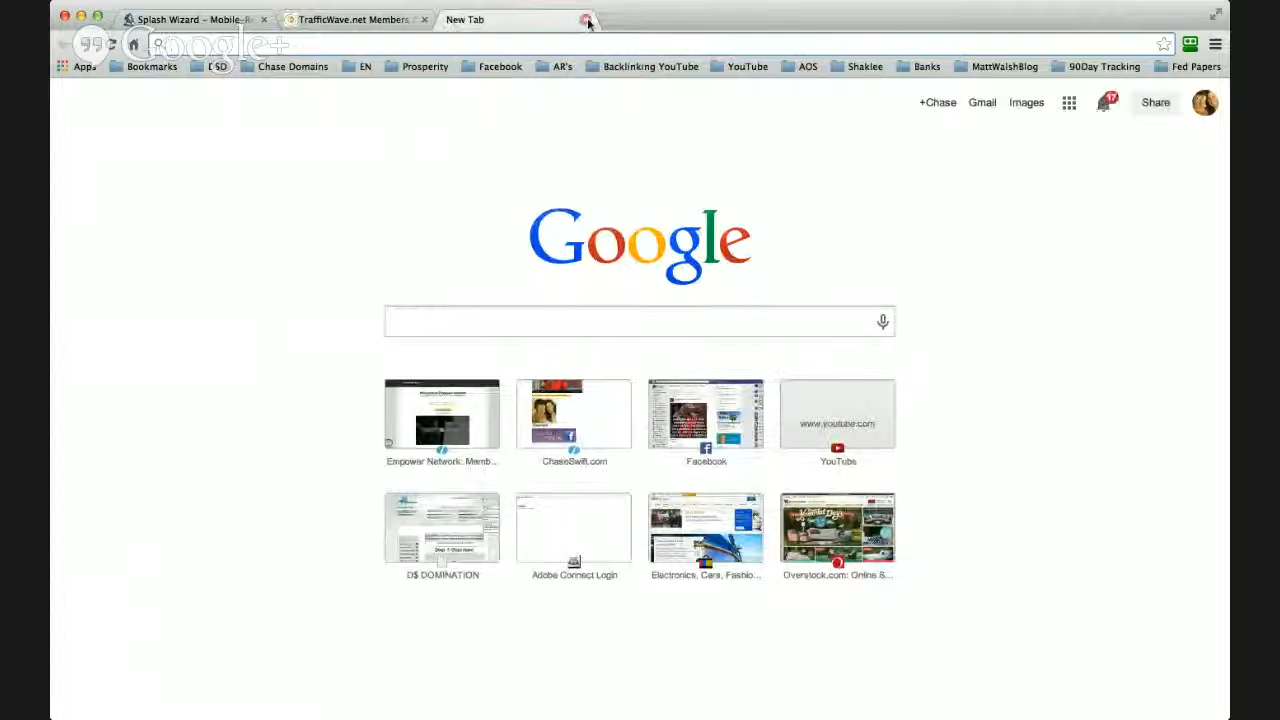 Splash Wizard - Mobile-R
TrafficWave.net Members
New Tab
Google+
Apps
Bookmarks
CSD
Chase Domains
EN
Prosperity
Facebook
AR's
Backlinking YouTube
YouTube
AOS
Shaklee
Banks
MattWalshBlog
90Day Tracking
Fed Papers
+Chase
Gmail
Images
17
Share
Google
www.youtube.com
Empower Network: Memb...
ChaseSwift.com
Facebook
YouTube
D$ DOMINATION
Adobe Connect Login
Electronics, Cars, Fashio...
Overstock.com: Online S...